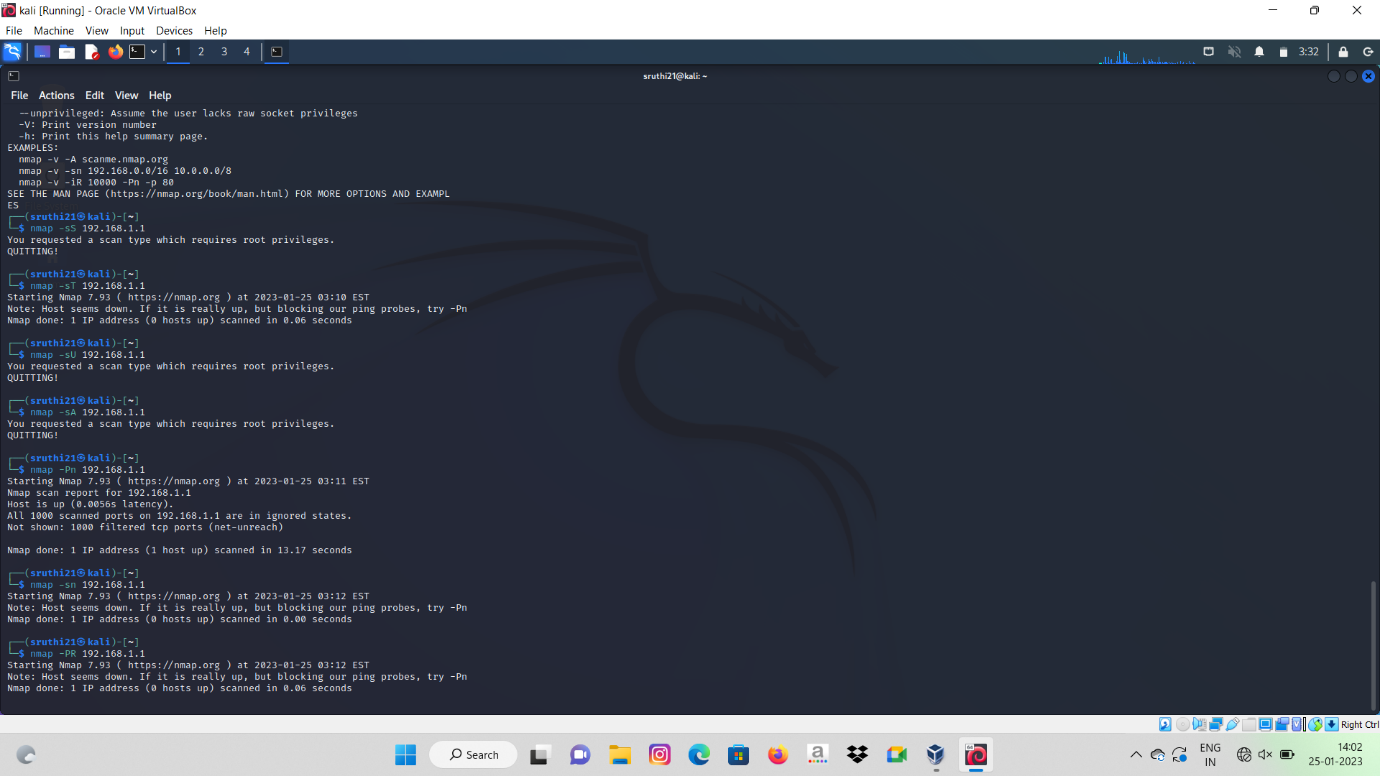 kali [Running] - Oracle VM VirtualBox
File Machine View Input Devices Help
1 2 3 4 3:32
sruthi21@kali: ~
File Actions Edit View Help
--unprivileged: Assume the user lacks raw socket privileges
-V: Print version number
-h: Print this help summary page.
EXAMPLES:
nmap -v -A scanme.nmap.org
nmap -v -sn 192.168.0.0/16 10.0.0.0/8
nmap -v -iR 10000 -Pn -p 80
SEE THE MAN PAGE (https://nmap.org/book/man.html) FOR MORE OPTIONS AND EXAMPL
ES
┌──(sruthi21㉿kali)-[~]
└─$ nmap -sS 192.168.1.1
You requested a scan type which requires root privileges.
QUITTING!
┌──(sruthi21㉿kali)-[~]
└─$ nmap -sT 192.168.1.1
Starting Nmap 7.93 ( https://nmap.org ) at 2023-01-25 03:10 EST
Note: Host seems down. If it is really up, but blocking our ping probes, try -Pn
Nmap done: 1 IP address (0 hosts up) scanned in 0.06 seconds
┌──(sruthi21㉿kali)-[~]
└─$ nmap -sU 192.168.1.1
You requested a scan type which requires root privileges.
QUITTING!
┌──(sruthi21㉿kali)-[~]
└─$ nmap -sA 192.168.1.1
You requested a scan type which requires root privileges.
QUITTING!
┌──(sruthi21㉿kali)-[~]
└─$ nmap -Pn 192.168.1.1
Starting Nmap 7.93 ( https://nmap.org ) at 2023-01-25 03:11 EST
Nmap scan report for 192.168.1.1
Host is up (0.0056s latency).
All 1000 scanned ports on 192.168.1.1 are in ignored states.
Not shown: 1000 filtered tcp ports (net-unreach)
Nmap done: 1 IP address (1 host up) scanned in 13.17 seconds
┌──(sruthi21㉿kali)-[~]
└─$ nmap -sn 192.168.1.1
Starting Nmap 7.93 ( https://nmap.org ) at 2023-01-25 03:12 EST
Note: Host seems down. If it is really up, but blocking our ping probes, try -Pn
Nmap done: 1 IP address (0 hosts up) scanned in 0.00 seconds
┌──(sruthi21㉿kali)-[~]
└─$ nmap -PR 192.168.1.1
Starting Nmap 7.93 ( https://nmap.org ) at 2023-01-25 03:12 EST
Note: Host seems down. If it is really up, but blocking our ping probes, try -Pn
Nmap done: 1 IP address (0 hosts up) scanned in 0.06 seconds
Right Ctrl
Search
ENG
IN
14:02
25-01-2023